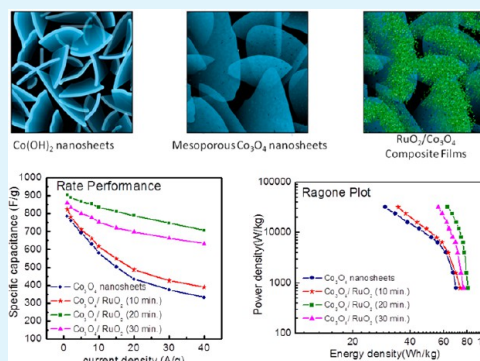 Co(OH)₂ nanosheets
Mesoporous Co₃O₄ nanosheets
RuO₂/Co₃O₄
Composite Films
Rate Performance
Specific capacitance (F/g)
1000
900
800
700
600
500
400
300
Co₃O₄ nanosheets
Co₃O₄/ RuO₂ (10 min.)
Co₃O₄/ RuO₂ (20 min.)
Co₃O₄/ RuO₂ (30 min.)
0 10 20 30 40
current density (A/g)
Ragone Plot
Power density(W/kg)
100000
10000
1000
100
Co₃O₄ nanosheets
Co₃O₄/ RuO₂ (10 min.)
Co₃O₄/ RuO₂ (20 min.)
Co₃O₄/ RuO₂ (30 min.)
20 40 60 80
Energy density(Wh/kg)